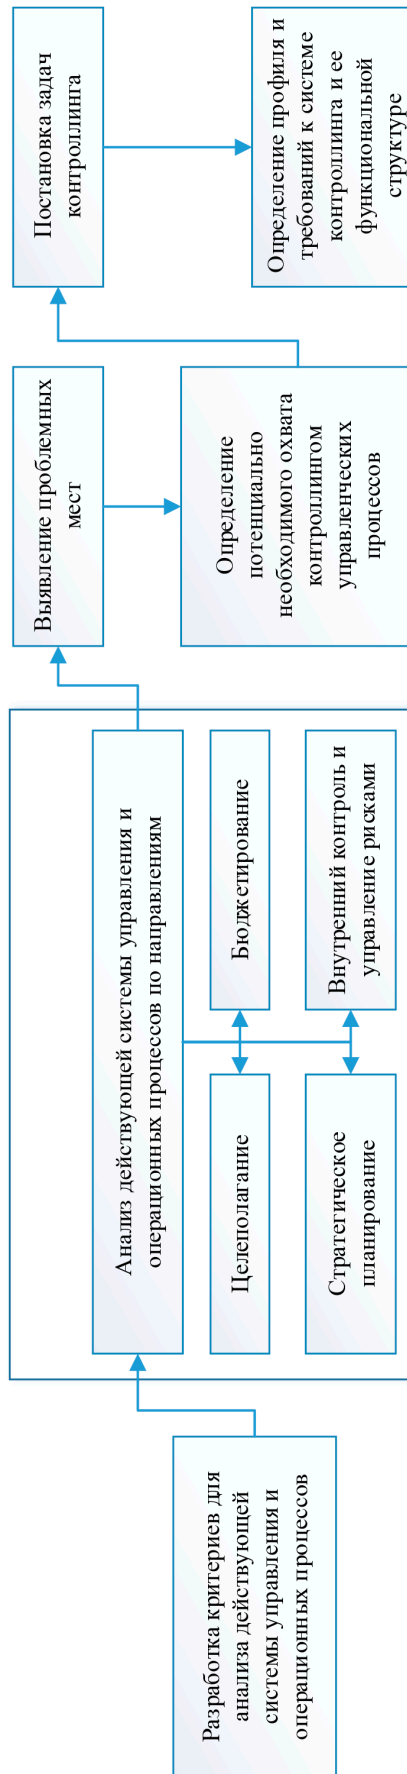 Разработка критериев для
анализа действующей
системы управления и
операционных процессов
Анализ действующей системы управления и
операционных процессов по направлениям
Целеполагание
Бюджетирование
Стратегическое
планирование
Внутренний контроль и
управление рисками
Выявление проблемных
мест
Определение
потенциально
необходимого охвата
контроллингом
управленческих
процессов
Постановка задач
контроллинга
Определение профиля и
требований к системе
контроллинга и ее
функциональной
структуре